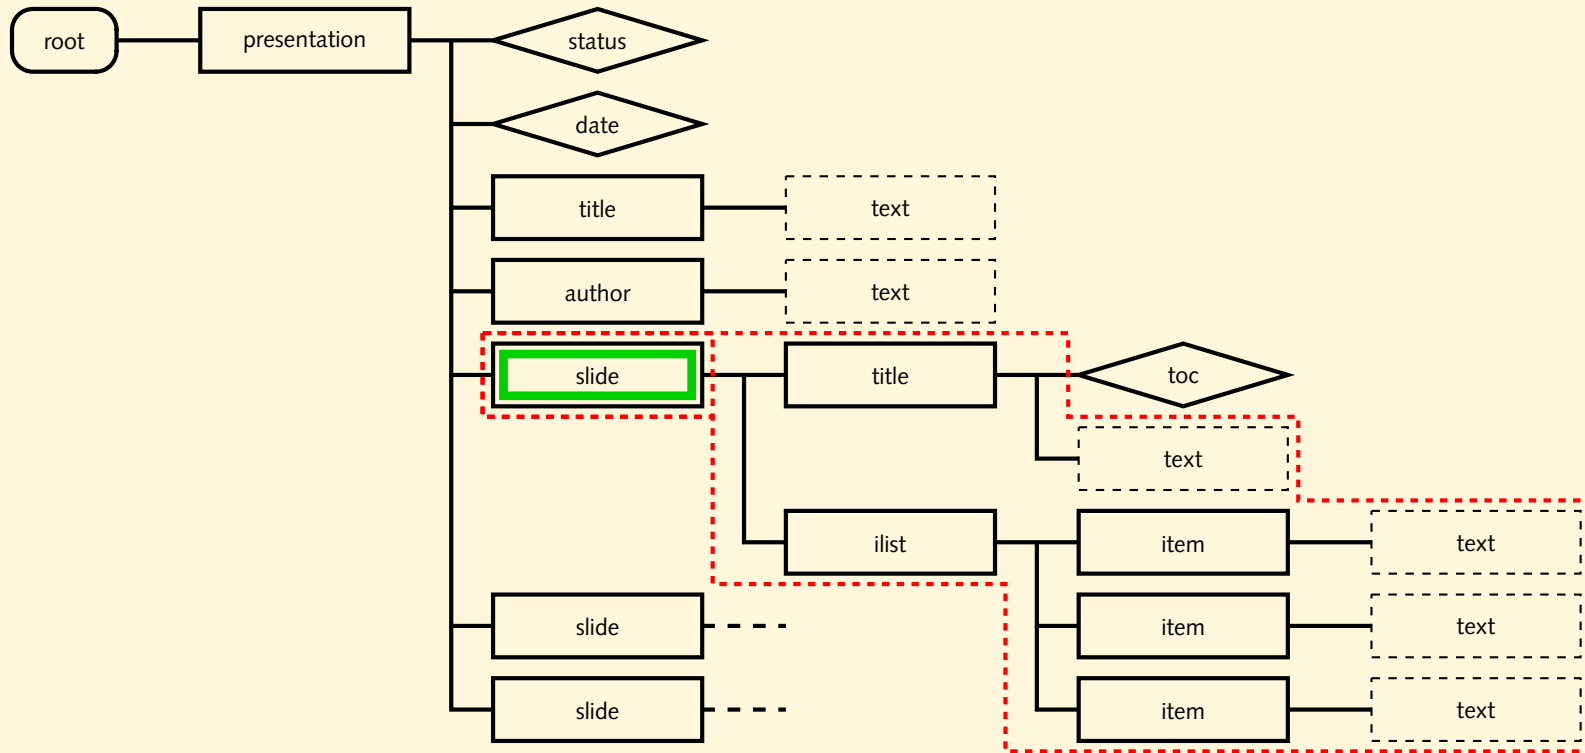 root presentation status
date
title text
author text
slide title toc
text
ilist item text
slide item text
slide item text